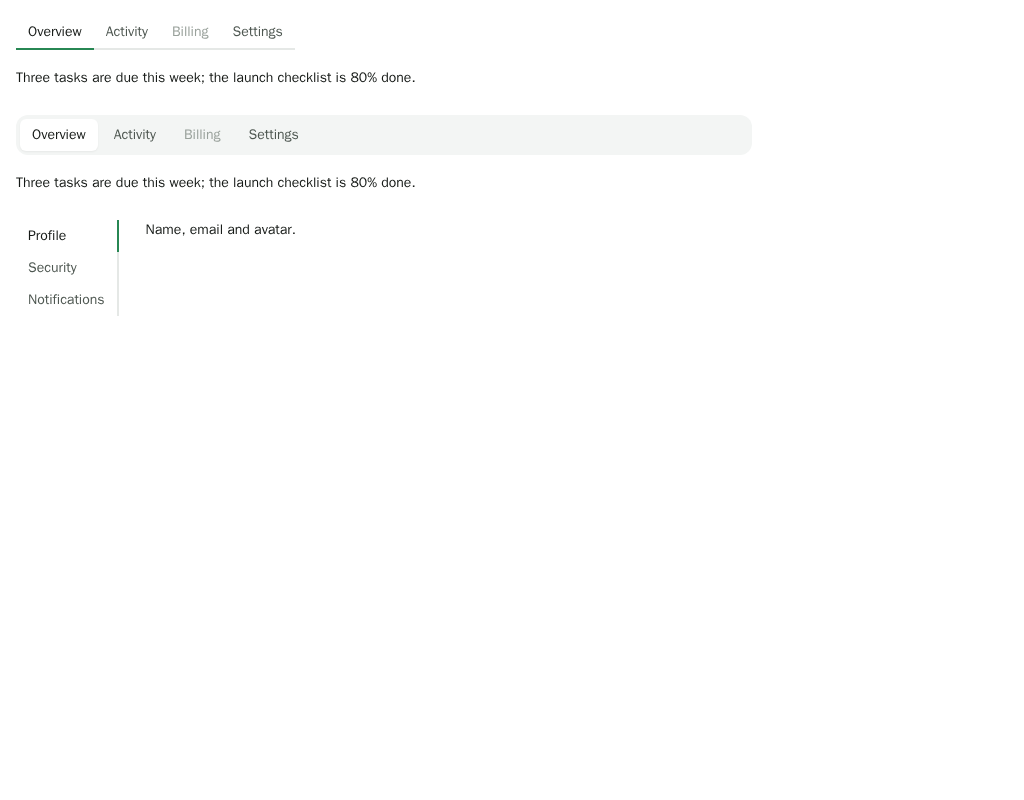 Overview Activity Billing Settings
Three tasks are due this week; the launch checklist is 80% done.
Overview Activity Billing Settings
Three tasks are due this week; the launch checklist is 80% done.
Profile
Name, email and avatar.
Security
Notifications